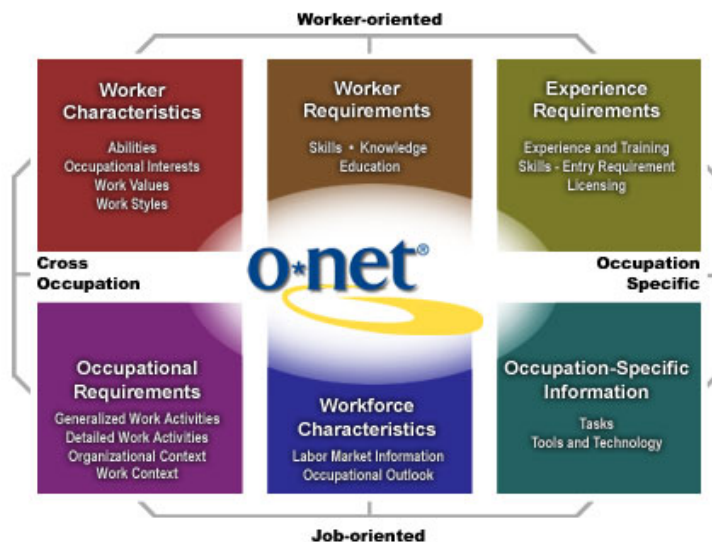 Worker-oriented
Worker
Characteristics
Abilities
Occupational Interests
Work Values
Work Styles
Worker
Requirements
Skills • Knowledge
Education
Experience
Requirements
Experience and Training
Skills - Entry Requirement
Licensing
Cross
Occupation
o*net®
Occupation
Specific
Occupational
Requirements
Generalized Work Activities
Detailed Work Activities
Organizational Context
Work Context
Workforce
Characteristics
Labor Market Information
Occupational Outlook
Occupation-Specific
Information
Tasks
Tools and Technology
Job-oriented